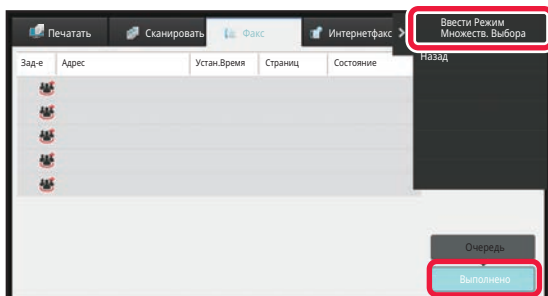 Печатать
Сканировать
Факс
Интернетфакс
Ввести Режим
Множеств. Выбора
Назад
Зад-е
Адрес
Устан.Время
Страниц
Состояние
Очередь
Выполнено